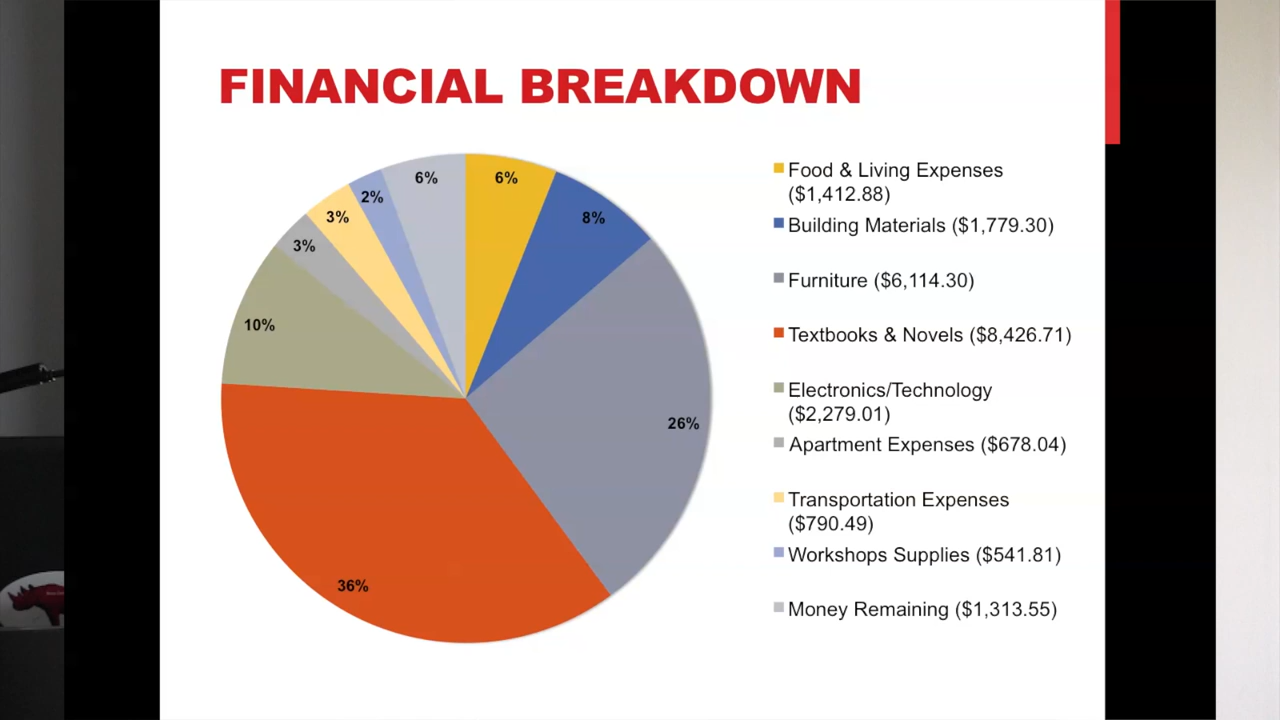 FINANCIAL BREAKDOWN
6%
6%
2%
8%
3%
3%
10%
26%
36%
Food & Living Expenses
($1,412.88)
Building Materials ($1,779.30)
Furniture ($6,114.30)
Textbooks & Novels ($8,426.71)
Electronics/Technology
($2,279.01)
Apartment Expenses ($678.04)
Transportation Expenses
($790.49)
Workshops Supplies ($541.81)
Money Remaining ($1,313.55)